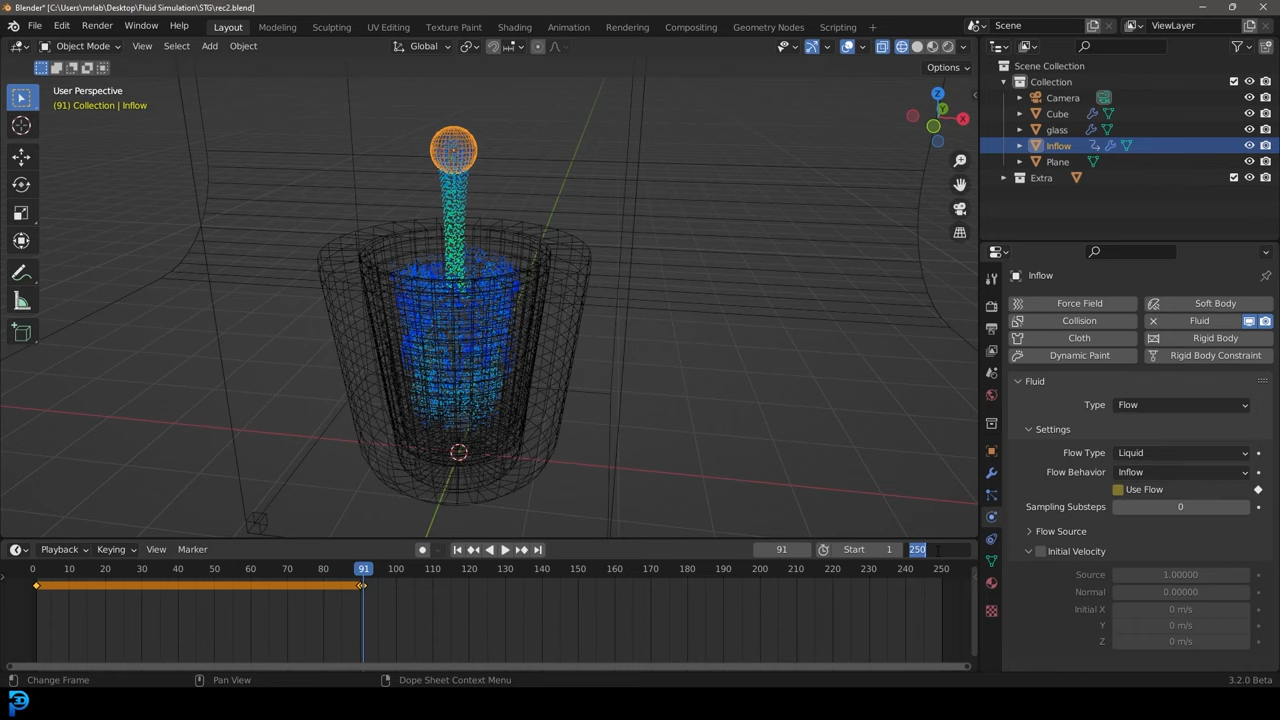 Blender* [C:\Users\mrlab\Desktop\Fluid Simulation\STG\rec2.blend]
File Edit Render Window Help Layout Modeling Sculpting UV Editing Texture Paint Shading Animation Rendering Compositing Geometry Nodes Scripting + Scene ViewLayer
Object Mode View Select Add Object Global
Options
User Perspective
(91) Collection | Inflow
Z
Y
X
Scene Collection
Collection
Camera
Cube
glass
Inflow
Plane
Extra
Inflow
Force Field Soft Body
Collision Fluid
Cloth Rigid Body
Dynamic Paint Rigid Body Constraint
Fluid
Type Flow
Settings
Flow Type Liquid
Flow Behavior Inflow
Use Flow
Sampling Substeps 0
Flow Source
Initial Velocity
Source 1.00000
Normal 0.00000
Initial X 0 m/s
Y 0 m/s
Z 0 m/s
Playback Keying View Marker 91 Start 1 250
0 10 20 30 40 50 60 70 80 91 100 110 120 130 140 150 160 170 180 190 200 210 220 230 240 250
Change Frame Pan View Dope Sheet Context Menu 3.2.0 Beta